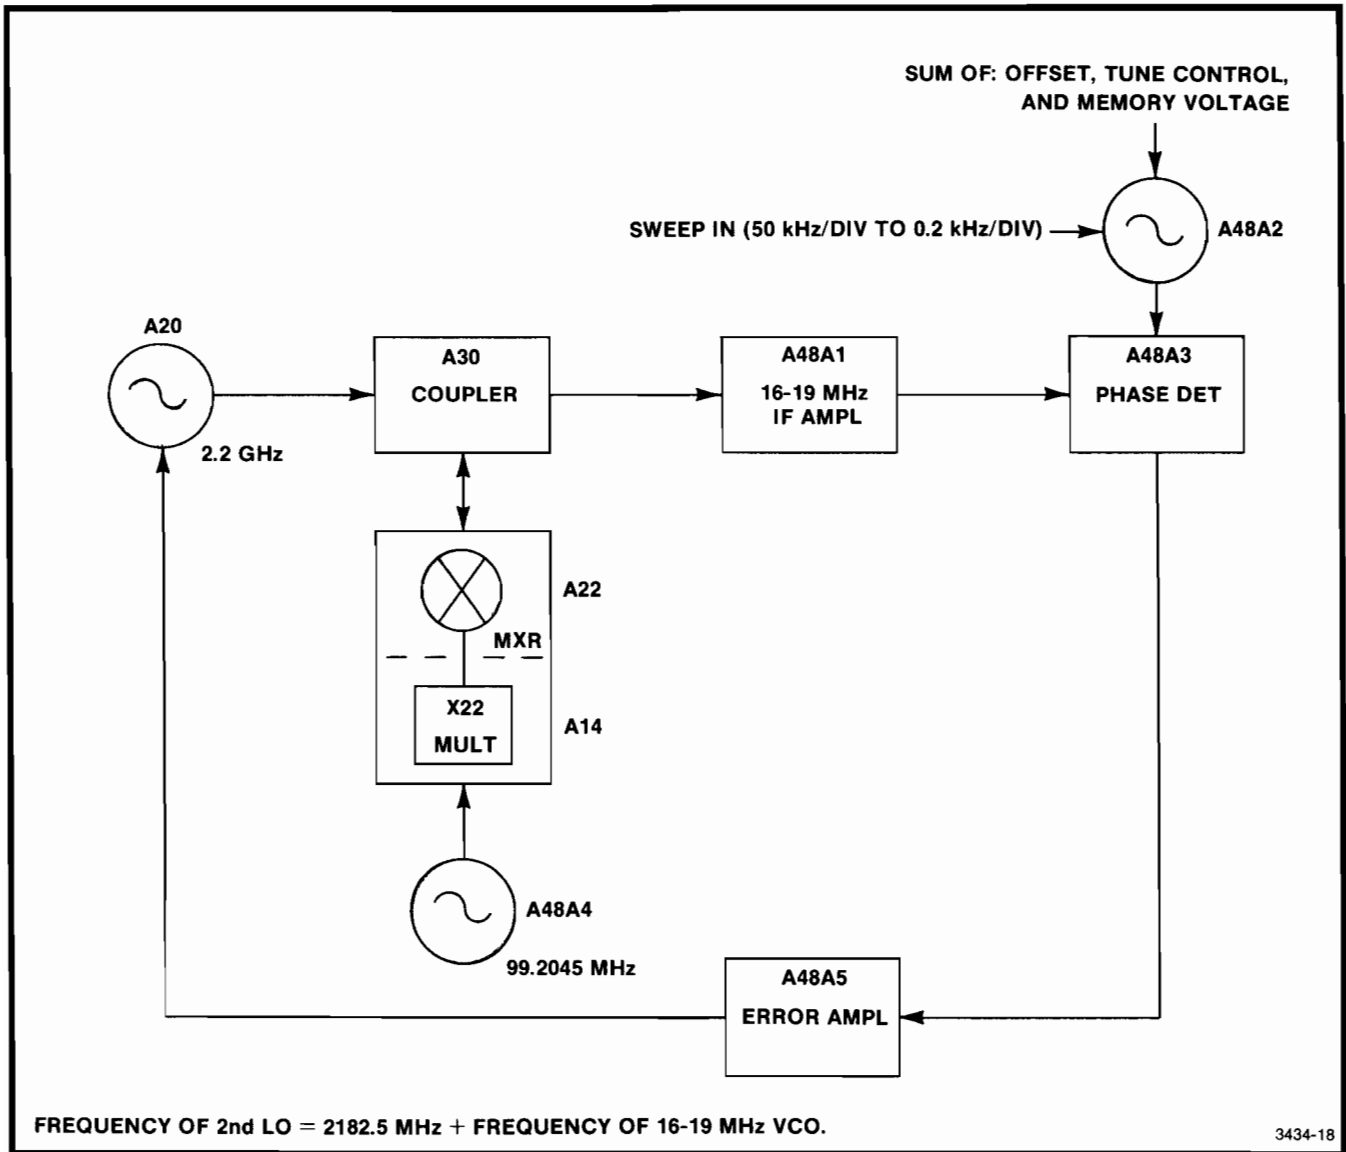 SUM OF: OFFSET, TUNE CONTROL,
AND MEMORY VOLTAGE
SWEEP IN (50 kHz/DIV TO 0.2 kHz/DIV)
A48A2
A20
2.2 GHz
A30
COUPLER
A48A1
16-19 MHz
IF AMPL
A48A3
PHASE DET
A22
MXR
X22
MULT
A14
A48A4
99.2045 MHz
A48A5
ERROR AMPL
FREQUENCY OF 2nd LO = 2182.5 MHz + FREQUENCY OF 16-19 MHz VCO.
3434-18